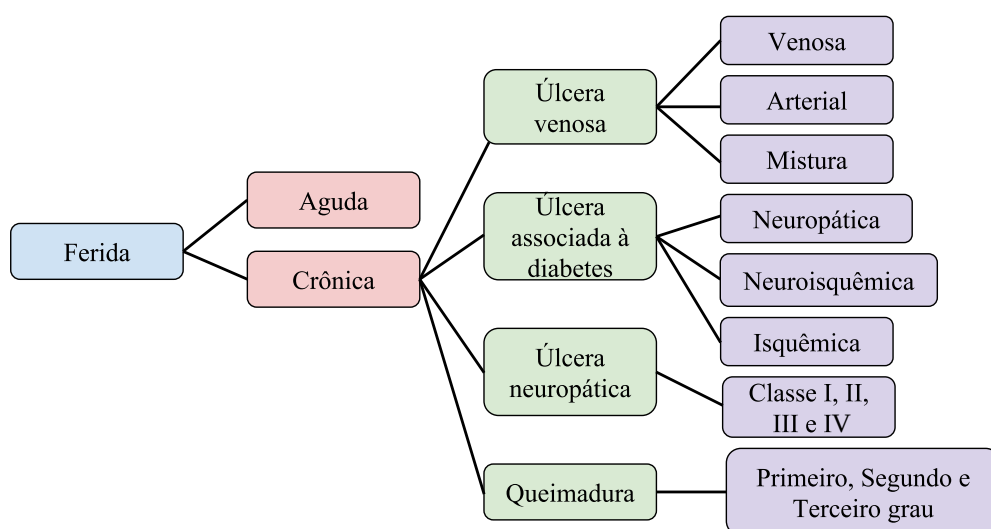 Ferida
Aguda
Crônica
Úlcera
venosa
Úlcera
associada à
diabetes
Úlcera
neuropática
Queimadura
Venosa
Arterial
Mistura
Neuropática
Neuroisquêmica
Isquêmica
Classe I, II,
III e IV
Primeiro, Segundo e
Terceiro grau